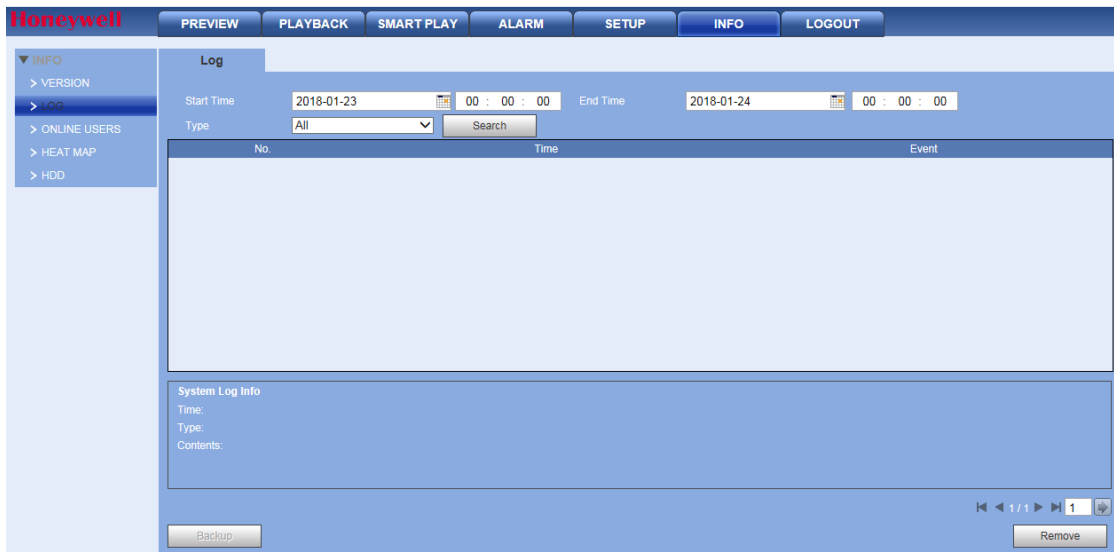 Honeywell PREVIEW PLAYBACK SMART PLAY ALARM SETUP INFO LOGOUT
INFO
> VERSION
> LOG
> ONLINE USERS
> HEAT MAP
> HDD
Log
Start Time 2018-01-23 00 : 00 : 00 End Time 2018-01-24 00 : 00 : 00
Type All Search
No. Time Event
System Log Info
Time:
Type:
Contents:
1 / 1 1
Backup Remove